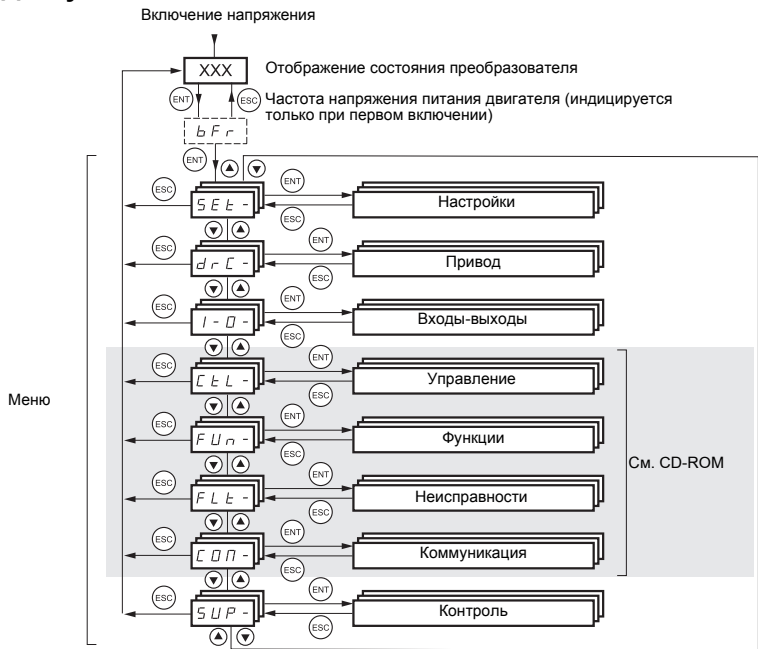 Включение напряжения
XXX
Отображение состояния преобразователя
ENT
ESC
Частота напряжения питания двигателя (индицируется
только при первом включении)
bFr
ENT
ESC
SEt-
ENT
ESC
Настройки
ESC
drC-
ENT
ESC
Привод
ESC
I-O-
ENT
ESC
Входы-выходы
ESC
CtL-
ENT
ESC
Управление
Меню
ESC
FUn-
ENT
ESC
Функции
См. CD-ROM
ESC
FLt-
ENT
ESC
Неисправности
ESC
COM-
ENT
ESC
Коммуникация
ESC
SUP-
ENT
ESC
Контроль